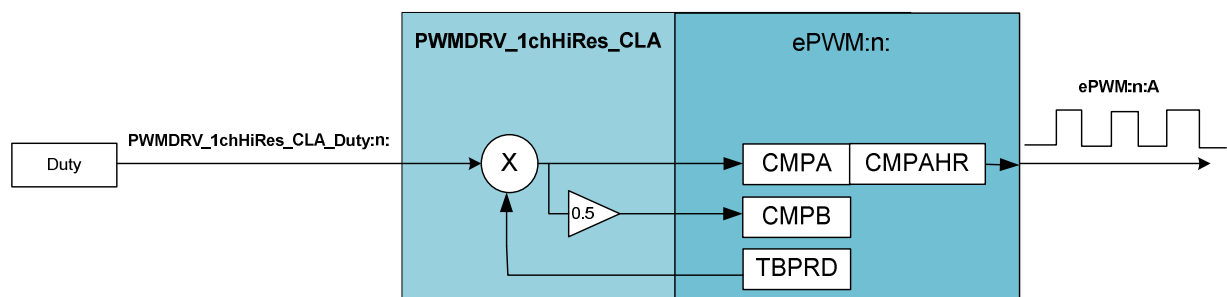 PWMDRV_1chHiRes_CLA
ePWM:n:
ePWM:n:A
PWMDRV_1chHiRes_CLA_Duty:n:
Duty
X
CMPA
CMPAHR
0.5
CMPB
TBPRD